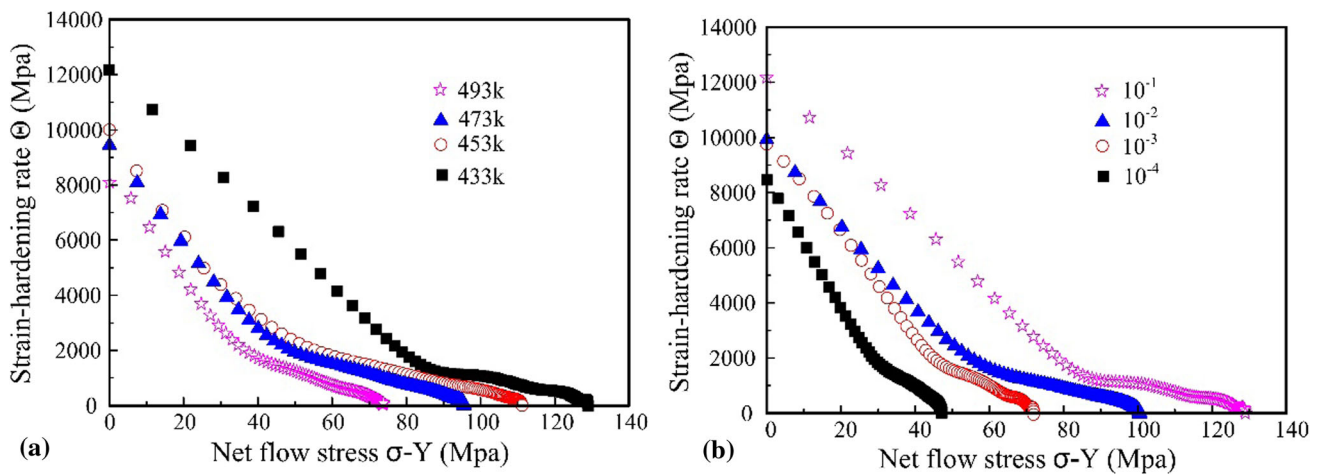 14000
12000
10000
8000
6000
4000
2000
0
Strain-hardening rate Θ (Mpa)
493k
473k
453k
433k
0 20 40 60 80 100 120 140
Net flow stress σ-Y (Mpa)
(a)
14000
12000
10000
8000
6000
4000
2000
0
Strain-hardening rate Θ (Mpa)
10⁻¹
10⁻²
10⁻³
10⁻⁴
0 20 40 60 80 100 120 140
Net flow stress σ-Y (Mpa)
(b)